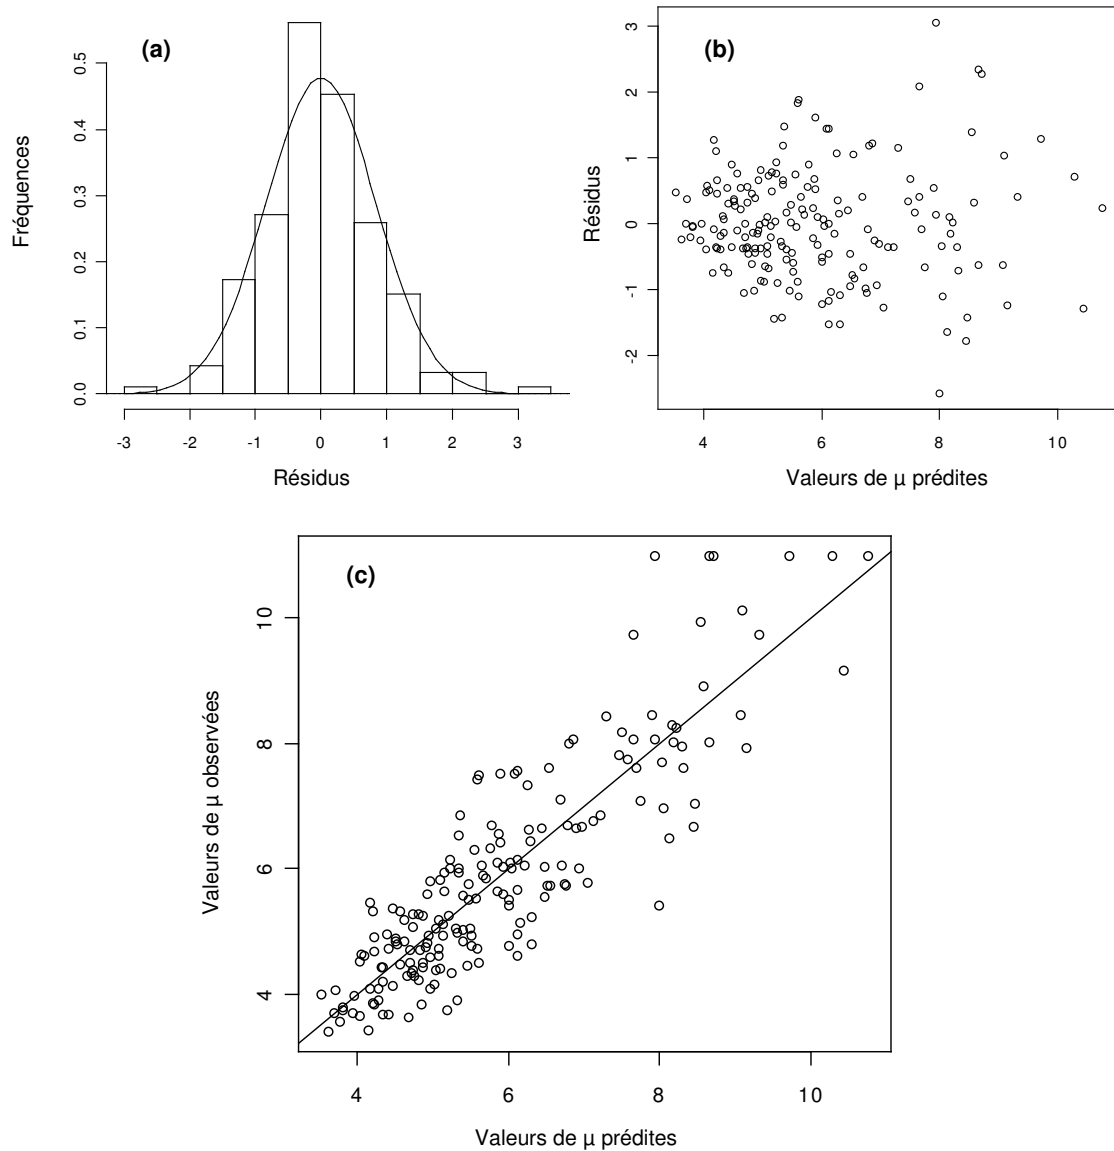 (a)
Fréquences
0.5
0.4
0.3
0.2
0.1
0.0
-3 -2 -1 0 1 2 3
Résidus
(b)
Résidus
3
2
1
0
-1
-2
4 6 8 10
Valeurs de µ prédites
(c)
Valeurs de µ observées
10
8
6
4
4 6 8 10
Valeurs de µ prédites